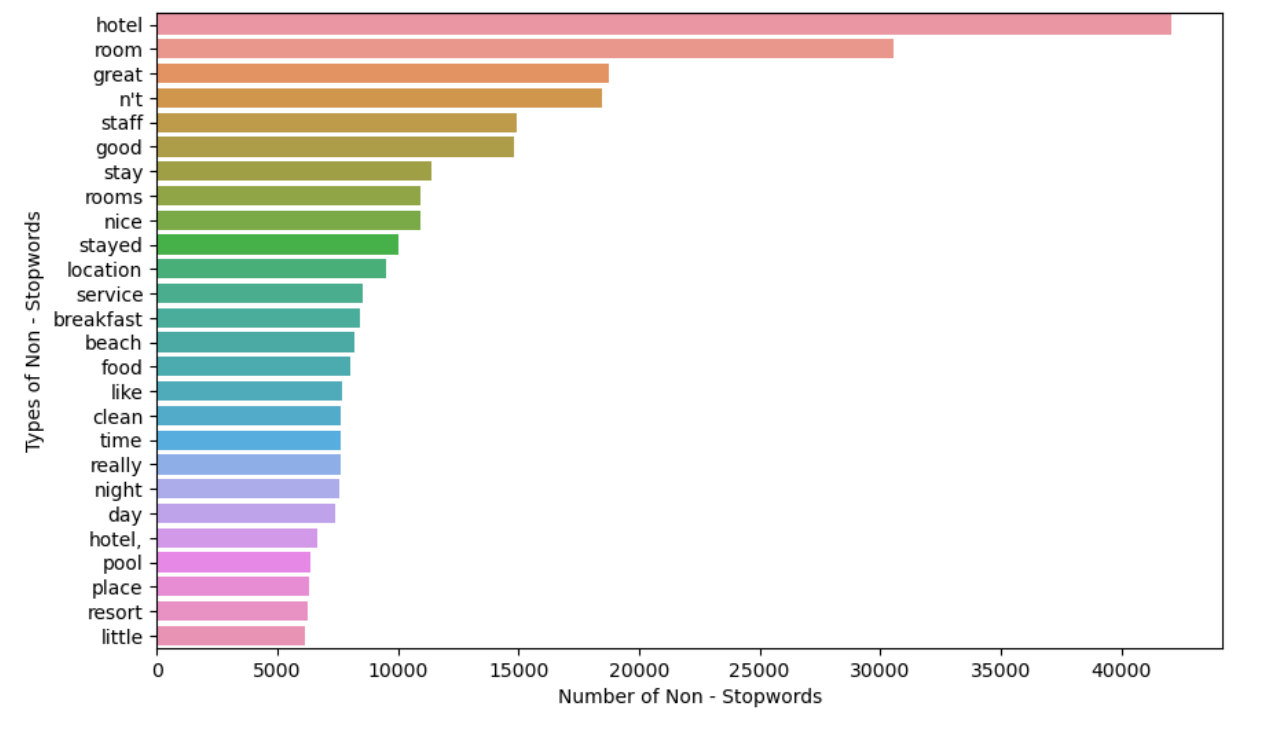 hotel
room
great
n't
staff
good
stay
rooms
nice
stayed
location
service
breakfast
beach
food
like
clean
time
really
night
day
hotel,
pool
place
resort
little
Types of Non - Stopwords
0 5000 10000 15000 20000 25000 30000 35000 40000
Number of Non - Stopwords